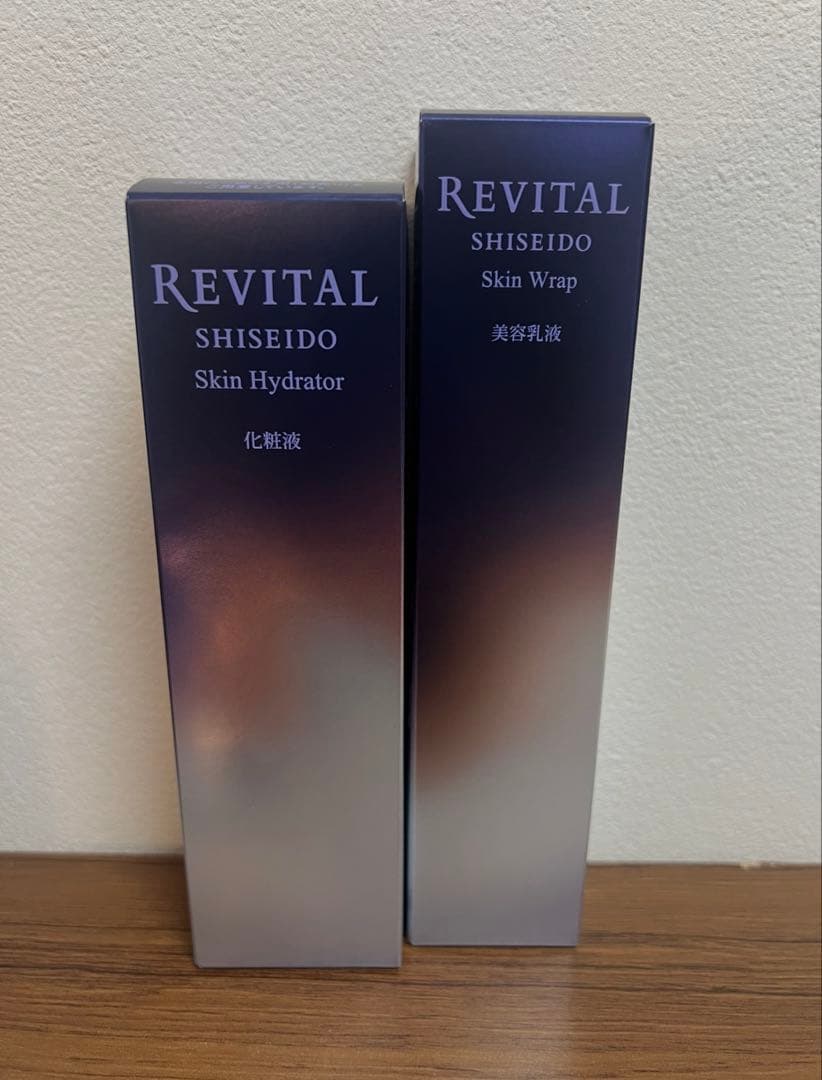 REVITAL
SHISEIDO
Skin Hydrator
化粧液
REVITAL
SHISEIDO
Skin Wrap
美容乳液